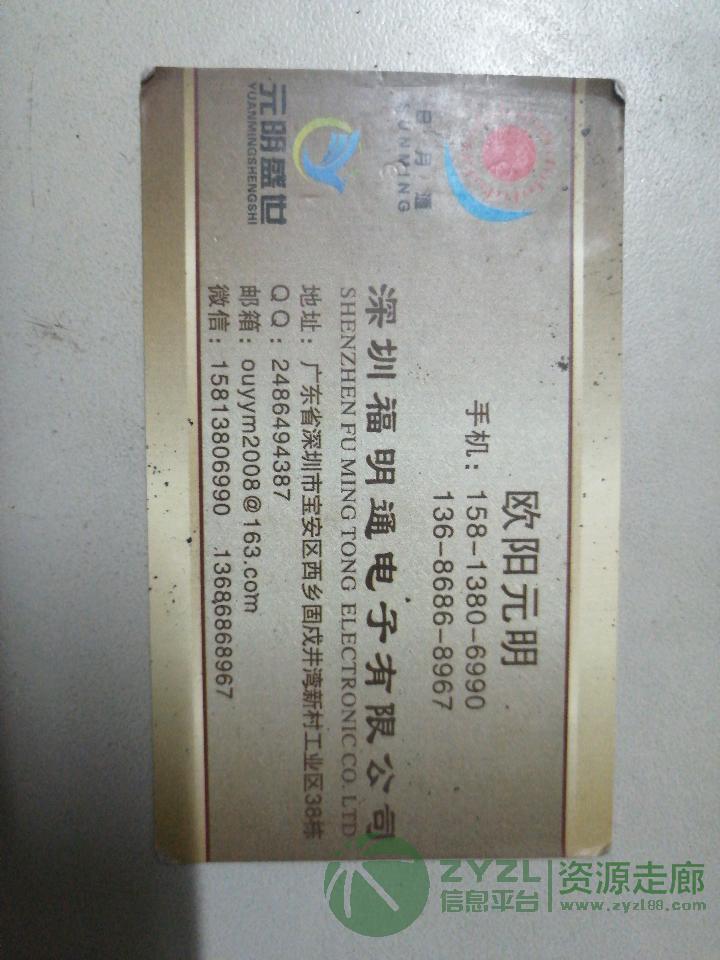 日月通
SUNMING
元明盛世
YUANMINGSHENGSHI
欧阳元明
手机：158-1380-6990
136-8686-8967
深圳福明通电子有限公司
SHENZHEN FU MING TONG ELECTRONIC CO. LTD
地址：广东省深圳市宝安区西乡固戍井湾新村工业区38栋
QQ：2486494387
邮箱：ouyym2008@163.com
微信：15813806990 13686868967
ZYZL
信息平台
资源走廊
www.zyzl88.com